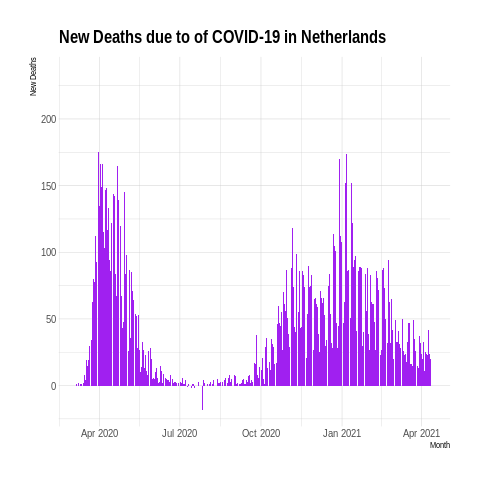 New Deaths due to of COVID-19 in Netherlands
New Deaths
200
150
100
50
0
Apr 2020
Jul 2020
Oct 2020
Jan 2021
Apr 2021
Month